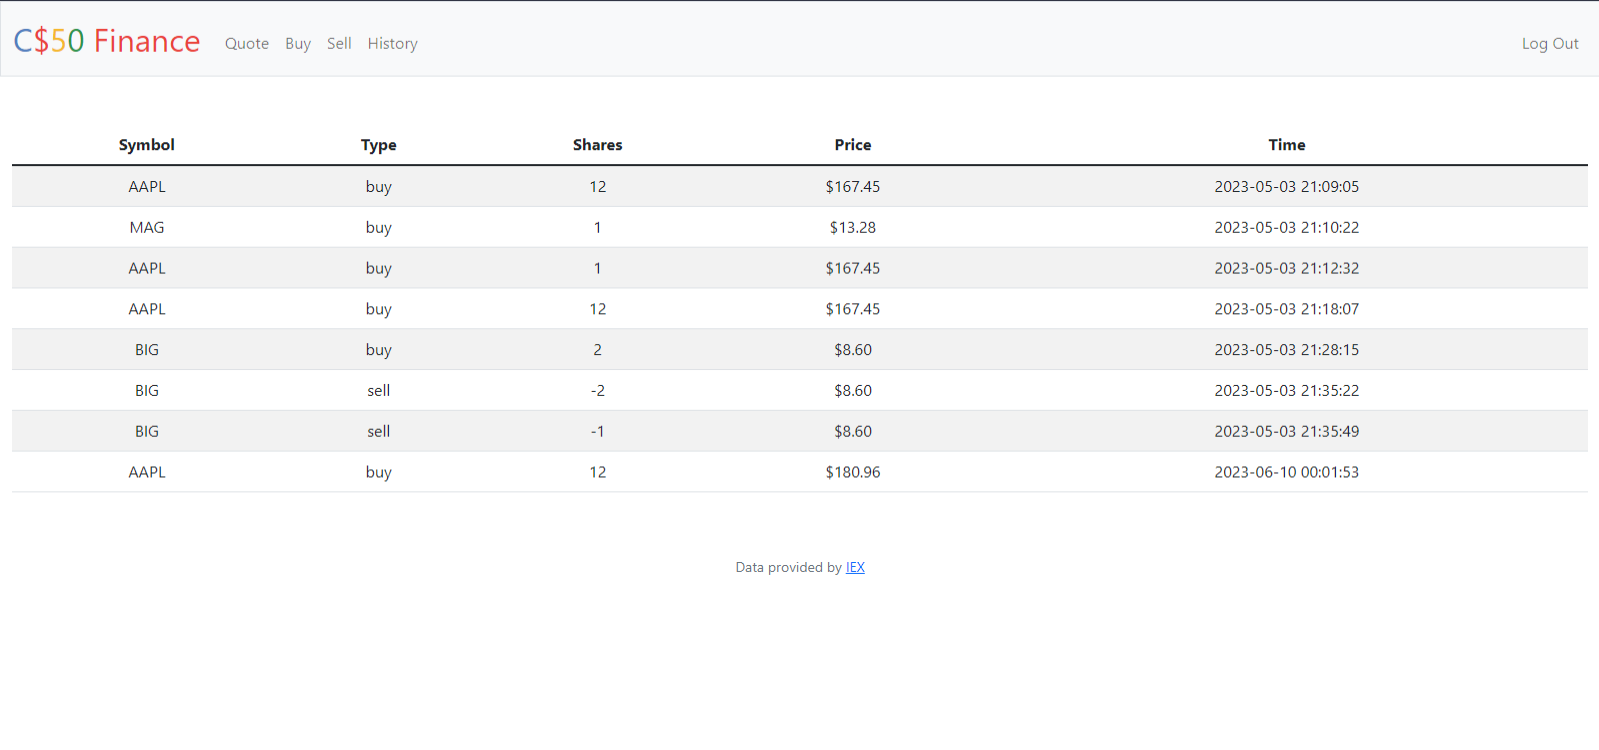 C$50 Finance Quote Buy Sell History Log Out
Symbol Type Shares Price Time
AAPL buy 12 $167.45 2023-05-03 21:09:05
MAG buy 1 $13.28 2023-05-03 21:10:22
AAPL buy 1 $167.45 2023-05-03 21:12:32
AAPL buy 12 $167.45 2023-05-03 21:18:07
BIG buy 2 $8.60 2023-05-03 21:28:15
BIG sell -2 $8.60 2023-05-03 21:35:22
BIG sell -1 $8.60 2023-05-03 21:35:49
AAPL buy 12 $180.96 2023-06-10 00:01:53
Data provided by IEX